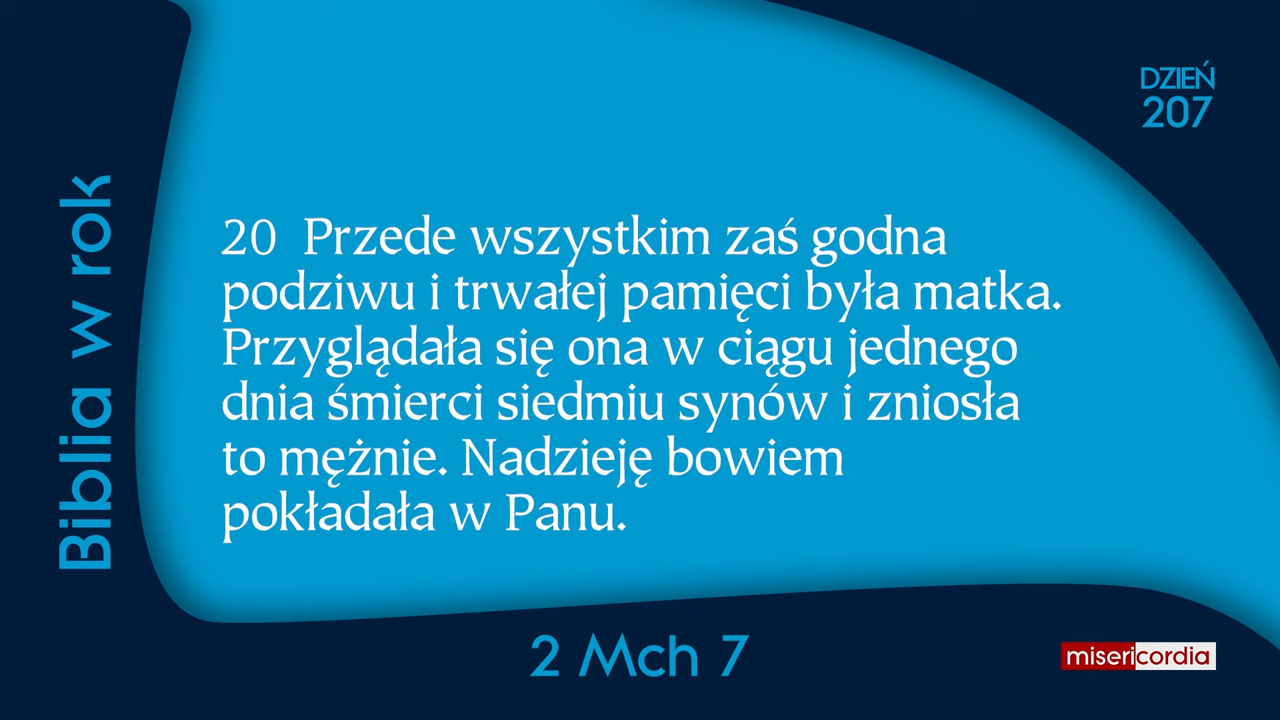 DZIEŃ
207
Biblia w rok
20 Przede wszystkim zaś godna
podziwu i trwałej pamięci była matka.
Przyglądała się ona w ciągu jednego
dnia śmierci siedmiu synów i zniosła
to mężnie. Nadzieję bowiem
pokładała w Panu.
2 Mch 7
misericordia